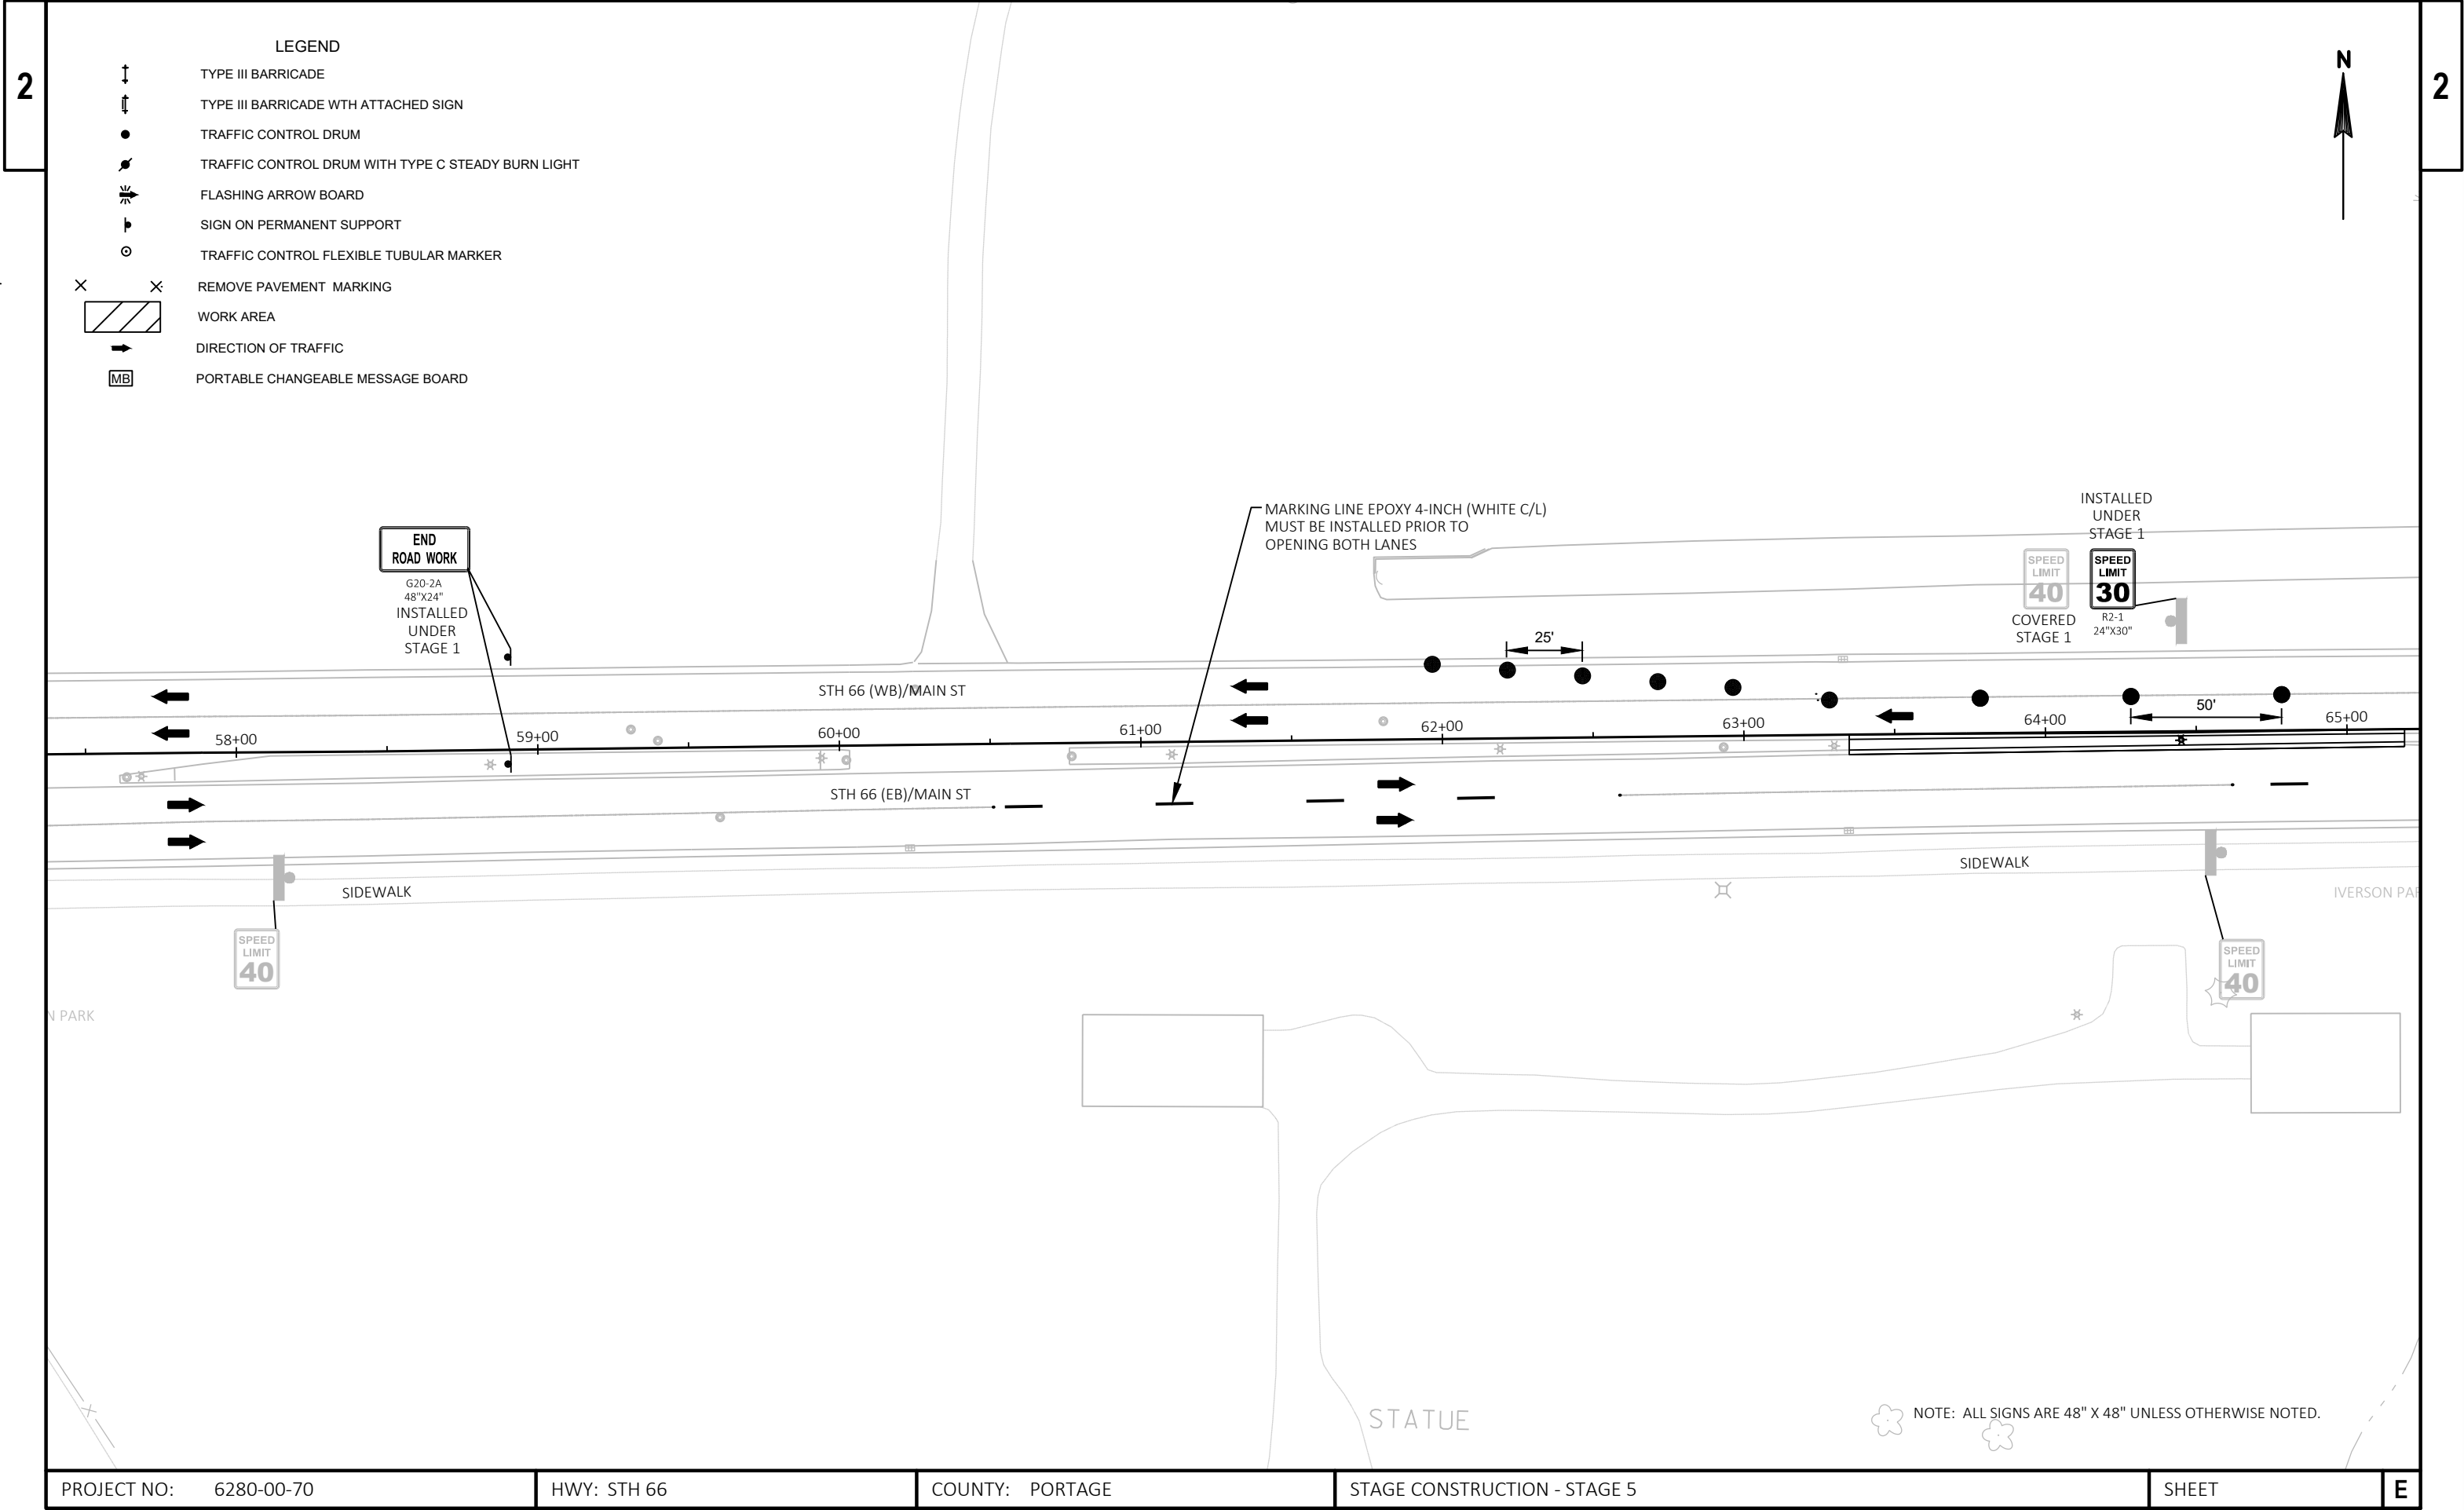 2
2
N
LEGEND
TYPE III BARRICADE
TYPE III BARRICADE WTH ATTACHED SIGN
TRAFFIC CONTROL DRUM
TRAFFIC CONTROL DRUM WITH TYPE C STEADY BURN LIGHT
FLASHING ARROW BOARD
SIGN ON PERMANENT SUPPORT
TRAFFIC CONTROL FLEXIBLE TUBULAR MARKER
REMOVE PAVEMENT MARKING
WORK AREA
DIRECTION OF TRAFFIC
MB
PORTABLE CHANGEABLE MESSAGE BOARD
END
ROAD WORK
G20-2A
48"X24"
INSTALLED
UNDER
STAGE 1
MARKING LINE EPOXY 4-INCH (WHITE C/L)
MUST BE INSTALLED PRIOR TO
OPENING BOTH LANES
INSTALLED
UNDER
STAGE 1
SPEED
LIMIT
40
COVERED
STAGE 1
SPEED
LIMIT
30
R2-1
24"X30"
25'
50'
STH 66 (WB)/MAIN ST
58+00
59+00
60+00
61+00
62+00
63+00
64+00
65+00
STH 66 (EB)/MAIN ST
SIDEWALK
SIDEWALK
IVERSON PAR
SPEED
LIMIT
40
SPEED
LIMIT
40
N PARK
STATUE
NOTE: ALL SIGNS ARE 48" X 48" UNLESS OTHERWISE NOTED.
PROJECT NO: 6280-00-70
HWY: STH 66
COUNTY: PORTAGE
STAGE CONSTRUCTION - STAGE 5
SHEET
E